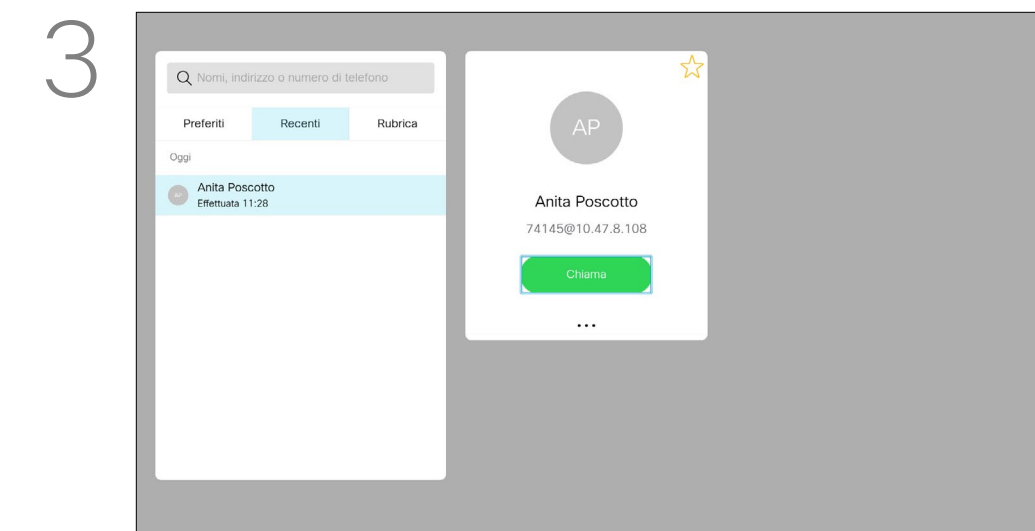 3
Nomi, indirizzo o numero di telefono
Preferiti Recenti Rubrica
Oggi
AP Anita Poscotto
Effettuata 11:28
AP
Anita Poscotto
74145@10.47.8.108
Chiama
...